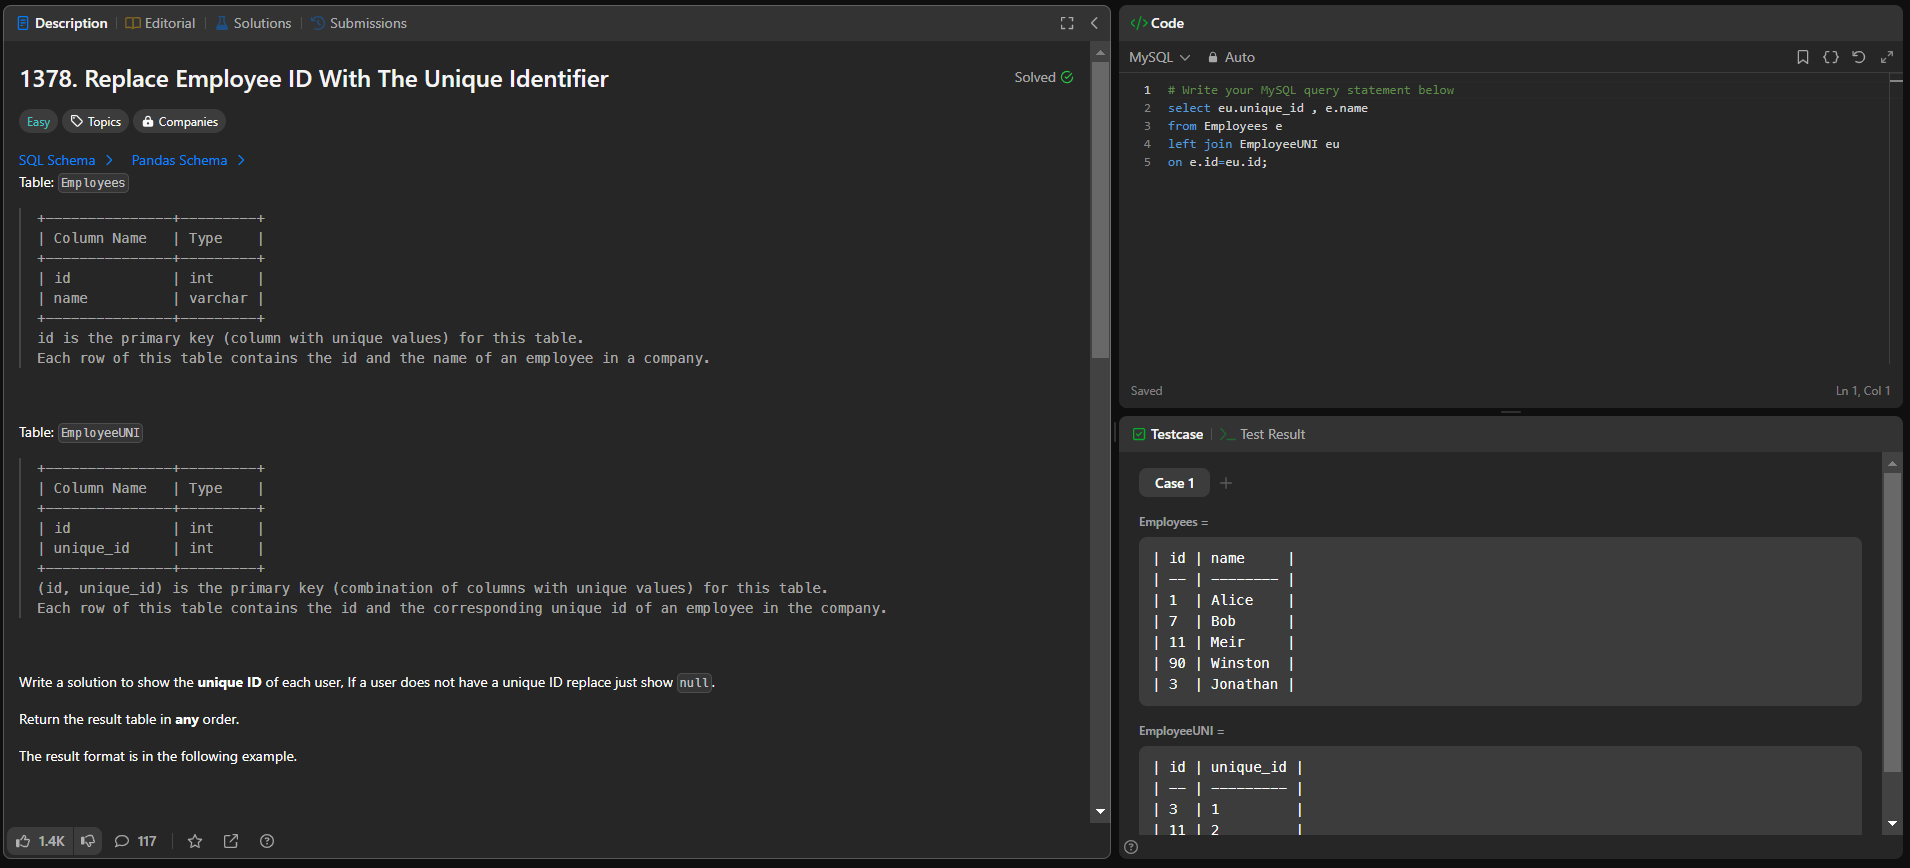 Description
Editorial
Solutions
Submissions
1378. Replace Employee ID With The Unique Identifier
Solved
Easy
Topics
Companies
SQL Schema
Pandas Schema
Table: Employees
+---------------+---------+
| Column Name   | Type    |
+---------------+---------+
| id            | int     |
| name          | varchar |
+---------------+---------+
id is the primary key (column with unique values) for this table.
Each row of this table contains the id and the name of an employee in a company.
Table: EmployeeUNI
+---------------+---------+
| Column Name   | Type    |
+---------------+---------+
| id            | int     |
| unique_id     | int     |
+---------------+---------+
(id, unique_id) is the primary key (combination of columns with unique values) for this table.
Each row of this table contains the id and the corresponding unique id of an employee in the company.
Write a solution to show the unique ID of each user, If a user does not have a unique ID replace just show null.
Return the result table in any order.
The result format is in the following example.
1.4K
117
</> Code
MySQL
Auto
1 # Write your MySQL query statement below
2 select eu.unique_id , e.name
3 from Employees e
4 left join EmployeeUNI eu
5 on e.id=eu.id;
Saved
Ln 1, Col 1
Testcase
Test Result
Case 1
Employees =
| id | name     |
| -- | -------- |
| 1  | Alice    |
| 7  | Bob      |
| 11 | Meir     |
| 90 | Winston  |
| 3  | Jonathan |
EmployeeUNI =
| id | unique_id |
| -- | --------- |
| 3  | 1         |
| 11 | 2         |